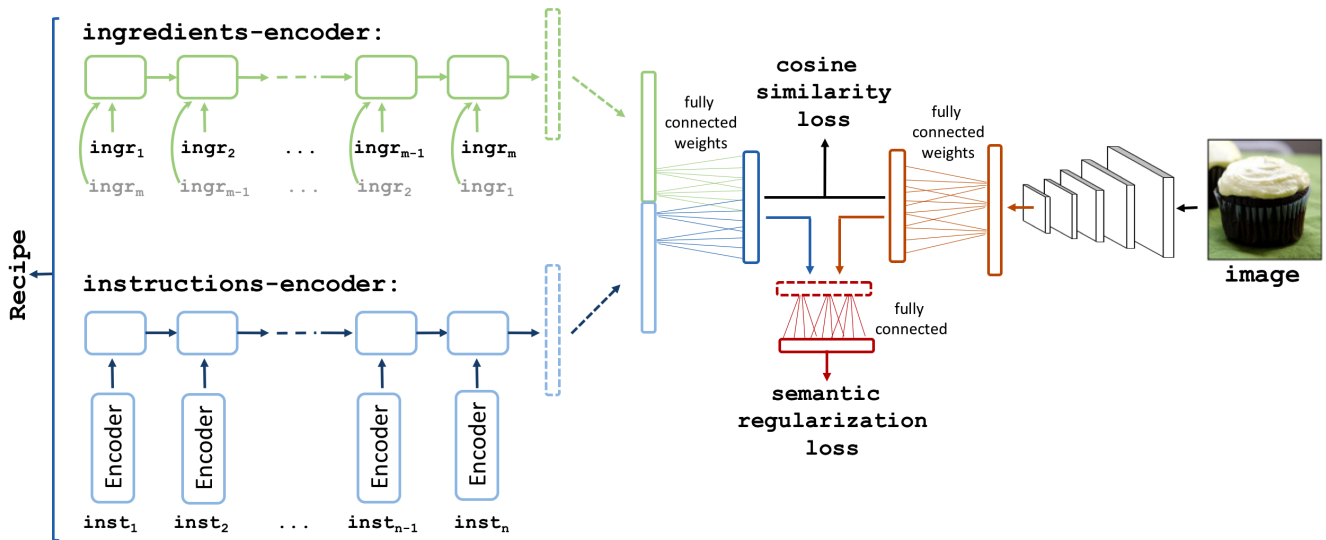 Recipe
ingredients-encoder:
ingr1 ingr2 ... ingrm-1 ingrm
ingrm ingrm-1 ... ingr2 ingr1
instructions-encoder:
Encoder Encoder Encoder Encoder
inst1 inst2 ... instn-1 instn
fully
connected
weights
cosine
similarity
loss
fully
connected
weights
image
fully
connected
semantic
regularization
loss